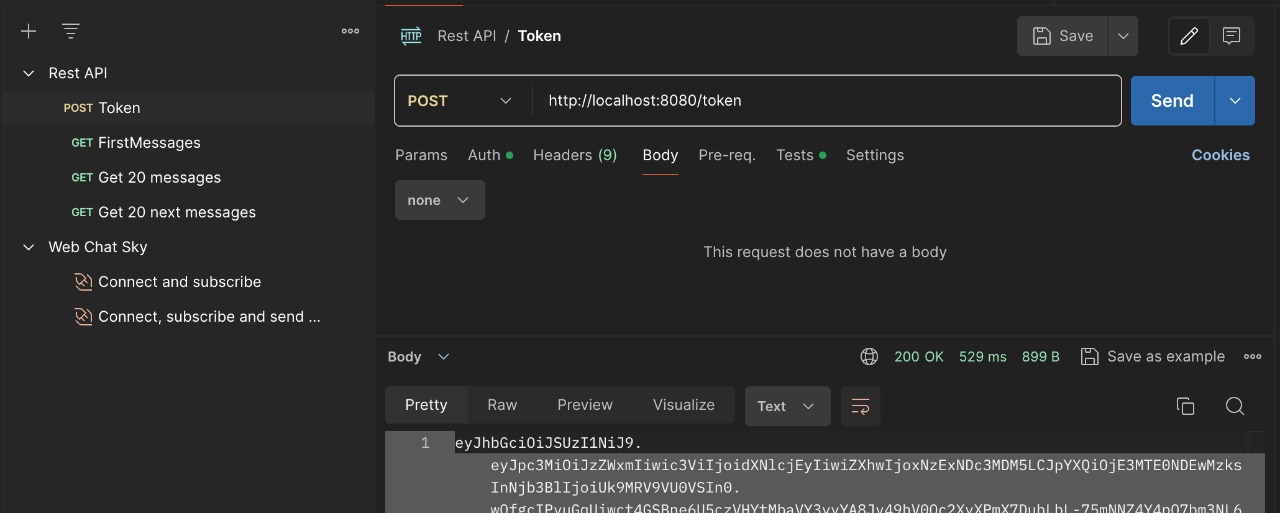 Rest API
POST Token
GET FirstMessages
GET Get 20 messages
GET Get 20 next messages
Web Chat Sky
Connect and subscribe
Connect, subscribe and send ...
HTTP Rest API / Token
Save
POST http://localhost:8080/token
Send
Params Auth Headers (9) Body Pre-req. Tests Settings Cookies
none
This request does not have a body
Body 200 OK 529 ms 899 B Save as example
Pretty Raw Preview Visualize Text
1 eyJhbGciOiJSUzI1NiJ9.
eyJpc3MiOiJzZWxmIiwic3ViIjoidXNlcjEyIiwiZXhwIjoxNzExNDc3MDM5LCJpYXQiOjE3MTE0NDEwMzks
InNjb3BlIjoiUk9MRV9VU0VSIn0.